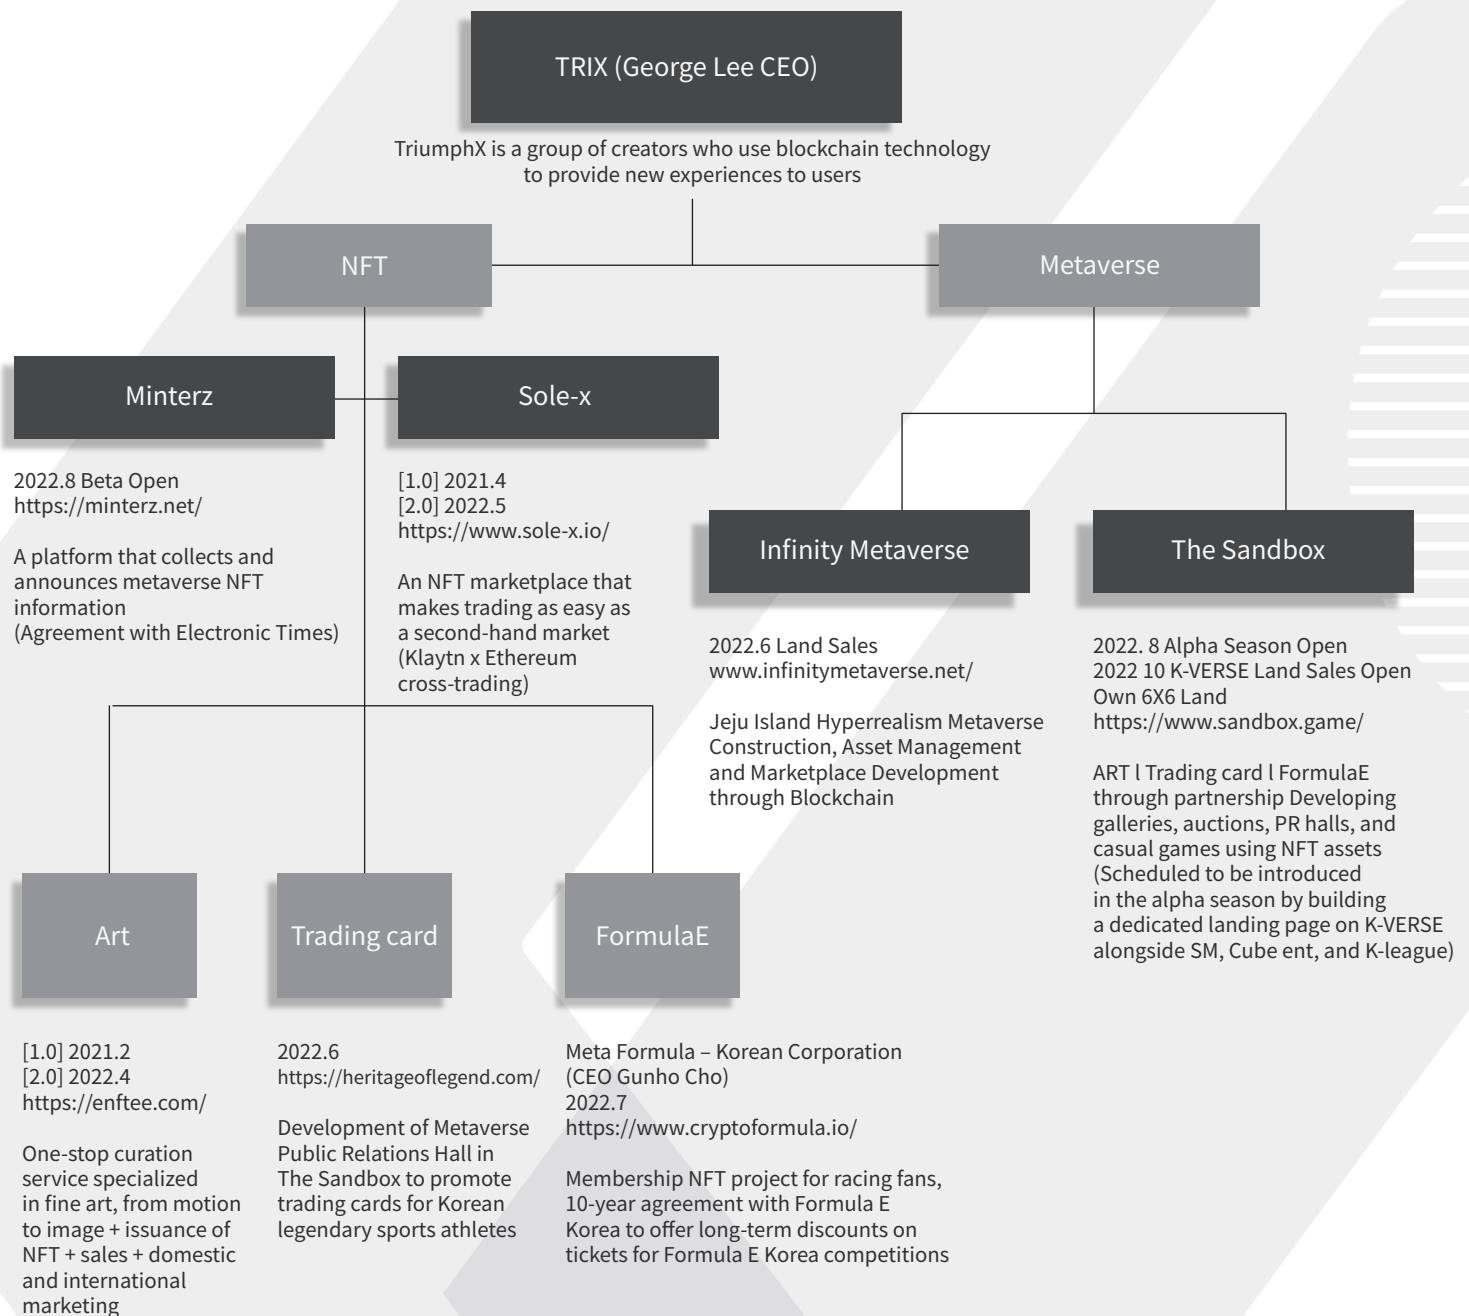 TRIX (George Lee CEO)
TriumphX is a group of creators who use blockchain technology
to provide new experiences to users
NFT
Metaverse
Minterz
2022.8 Beta Open
https://minterz.net/
A platform that collects and
announces metaverse NFT
information
(Agreement with Electronic Times)
Sole-x
[1.0] 2021.4
[2.0] 2022.5
https://www.sole-x.io/
An NFT marketplace that
makes trading as easy as
a second-hand market
(Klaytn x Ethereum
cross-trading)
Infinity Metaverse
2022.6 Land Sales
www.infinitymetaverse.net/
Jeju Island Hyperrealism Metaverse
Construction, Asset Management
and Marketplace Development
through Blockchain
The Sandbox
2022. 8 Alpha Season Open
2022 10 K-VERSE Land Sales Open
Own 6X6 Land
https://www.sandbox.game/
ART l Trading card l FormulaE
through partnership Developing
galleries, auctions, PR halls, and
casual games using NFT assets
(Scheduled to be introduced
in the alpha season by building
a dedicated landing page on K-VERSE
alongside SM, Cube ent, and K-league)
Art
[1.0] 2021.2
[2.0] 2022.4
https://enftee.com/
One-stop curation
service specialized
in fine art, from motion
to image + issuance of
NFT + sales + domestic
and international
marketing
Trading card
2022.6
https://heritageoflegend.com/
Development of Metaverse
Public Relations Hall in
The Sandbox to promote
trading cards for Korean
legendary sports athletes
FormulaE
Meta Formula – Korean Corporation
(CEO Gunho Cho)
2022.7
https://www.cryptoformula.io/
Membership NFT project for racing fans,
10-year agreement with Formula E
Korea to offer long-term discounts on
tickets for Formula E Korea competitions